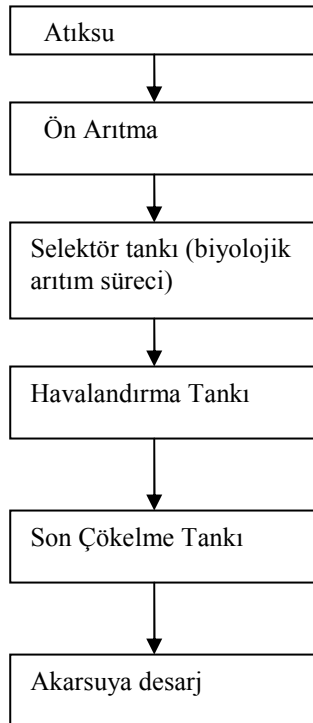 Atıksu
Ön Arıtma
Selektör tankı (biyolojik
arıtım süreci)
Havalandırma Tankı
Son Çökelme Tankı
Akarsuya desarj